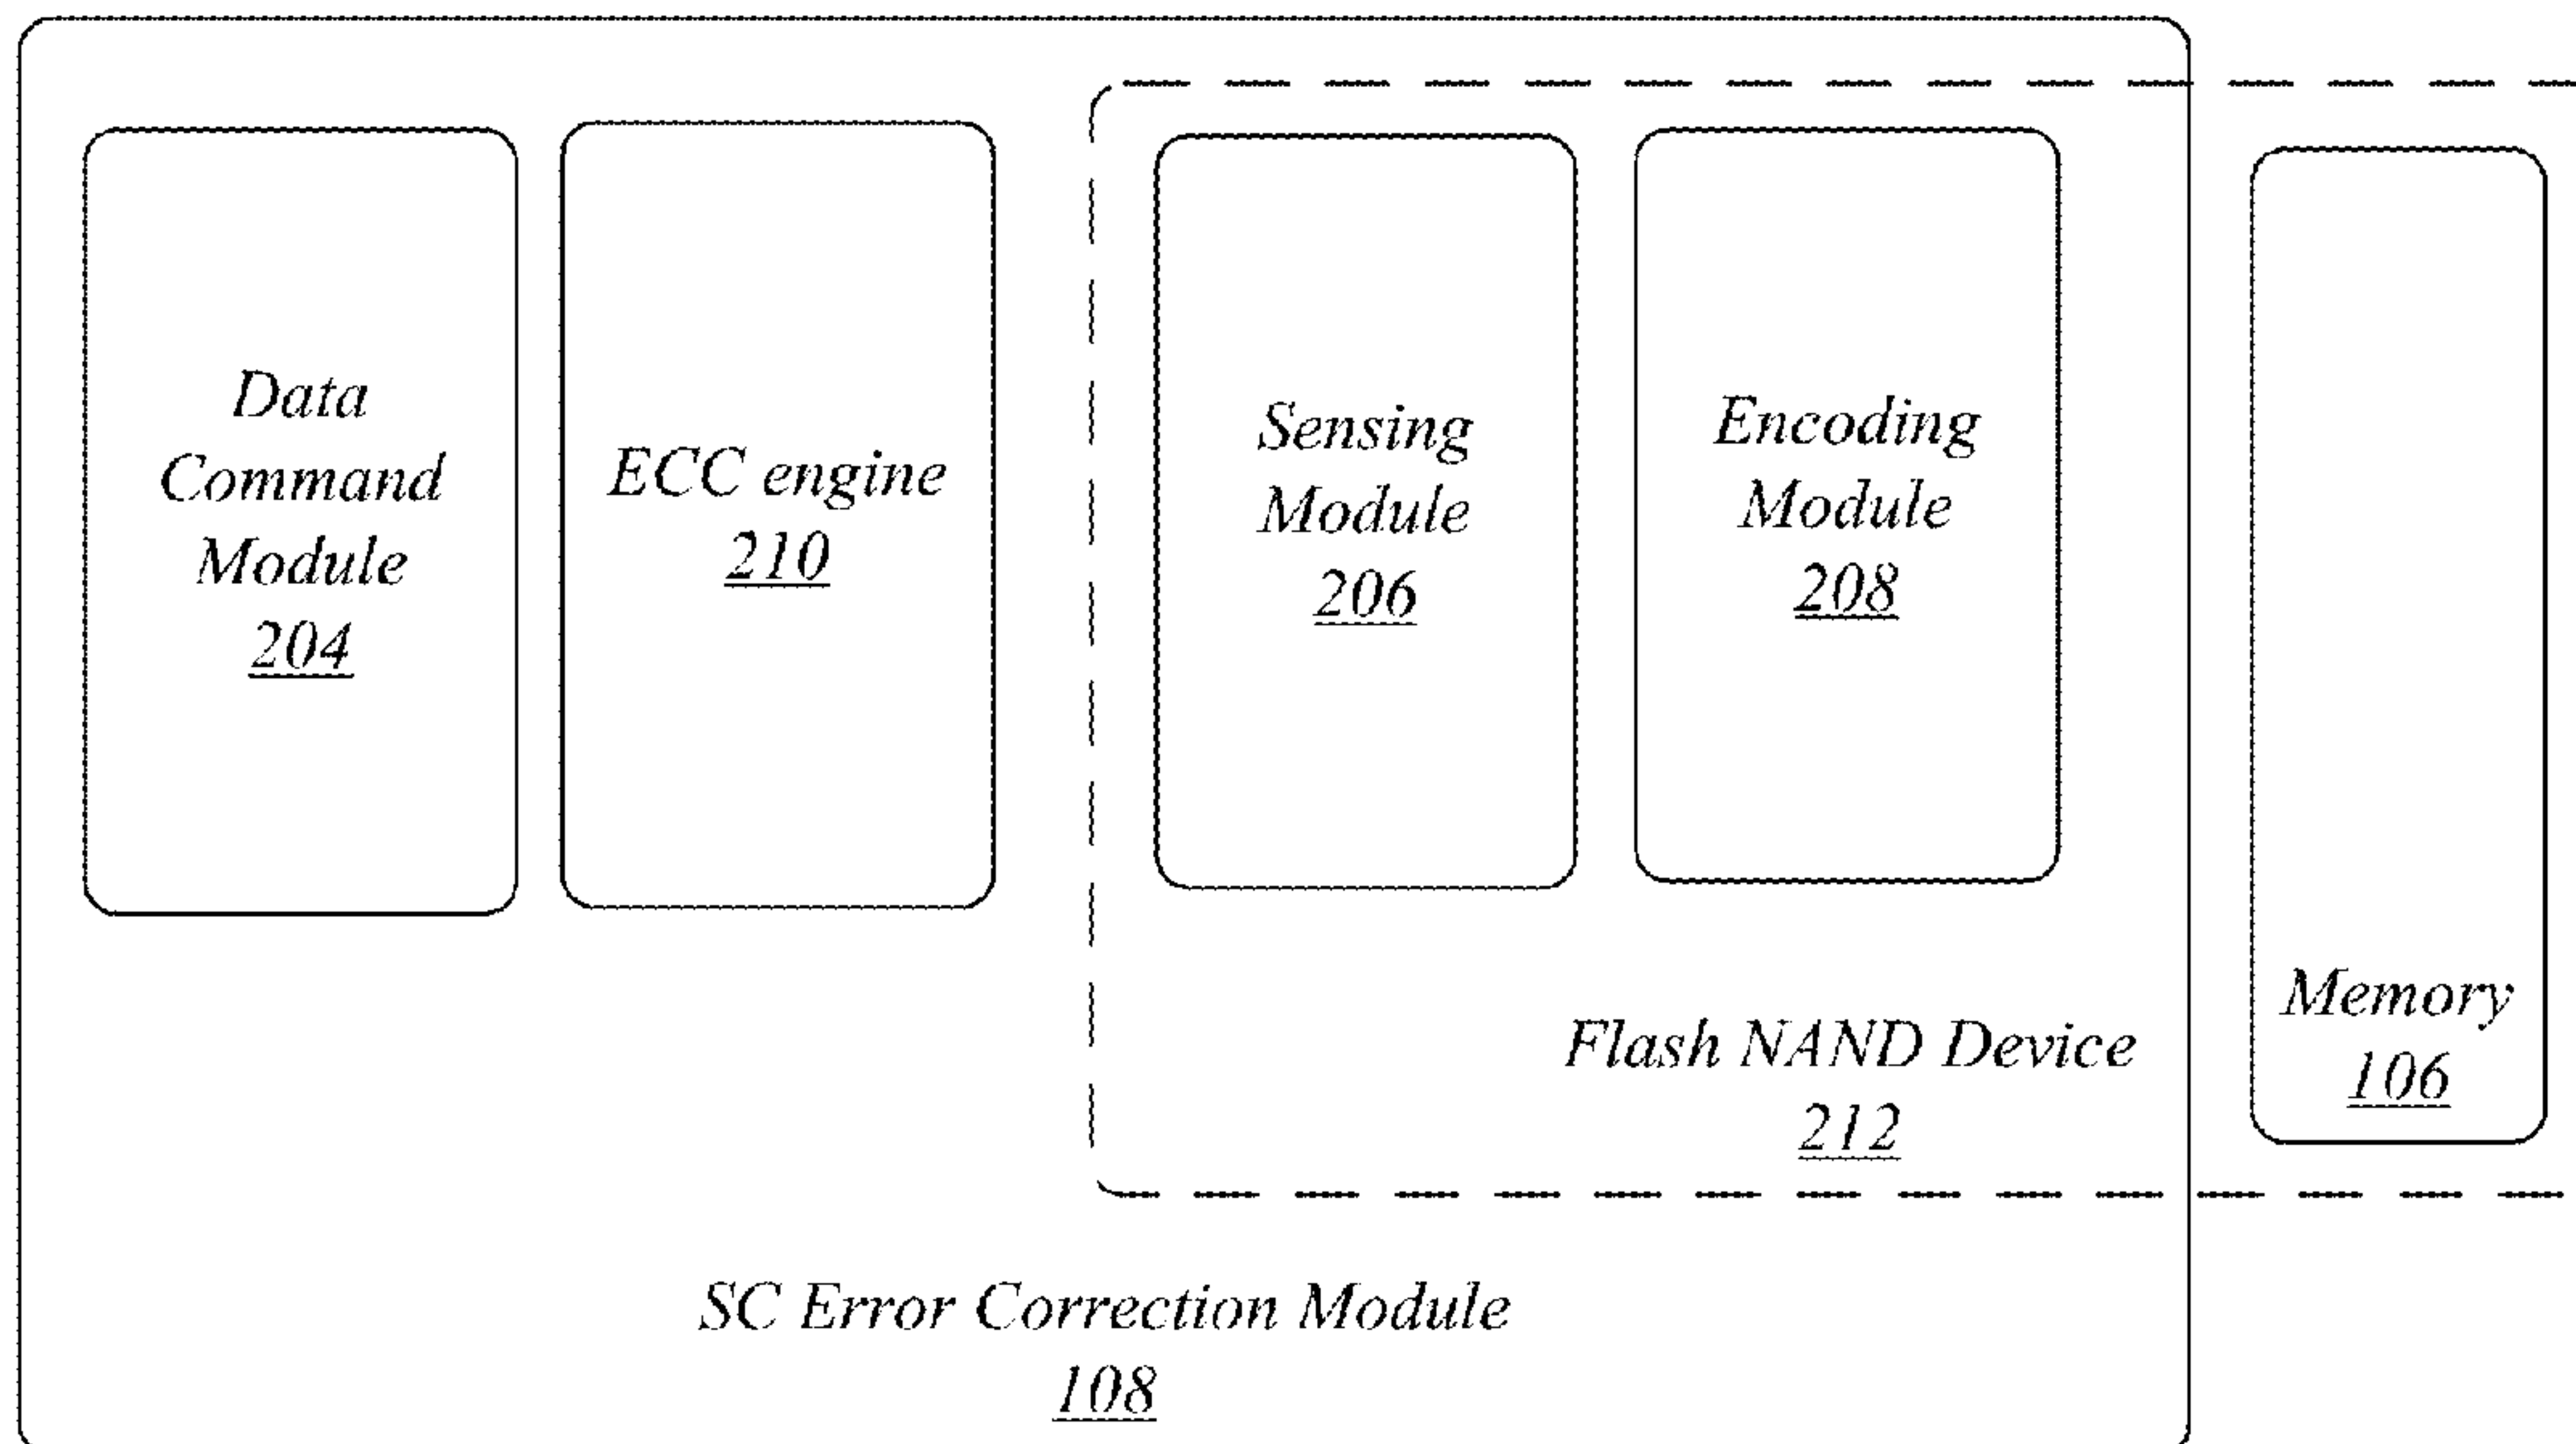 Data
Command
Module
204
ECC engine
210
Sensing
Module
206
Encoding
Module
208
Memory
106
Flash NAND Device
212
SC Error Correction Module
108